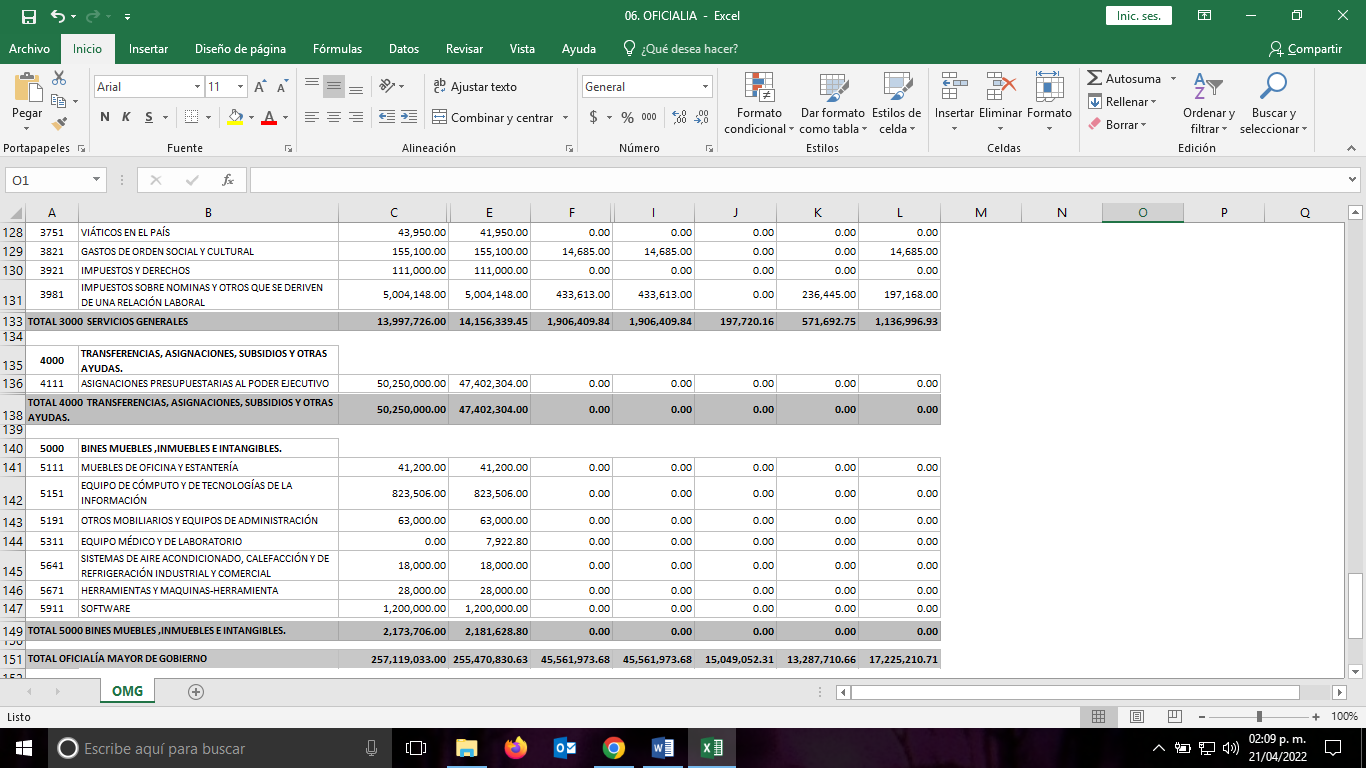 06. OFICIALIA - Excel
Inic. ses.
Archivo Inicio Insertar Diseño de página Fórmulas Datos Revisar Vista Ayuda ¿Qué desea hacer? Compartir
Pegar
Arial 11 A A
Ajustar texto
General
Formato condicional
Dar formato como tabla
Estilos de celda
Insertar Eliminar Formato
Autosuma
Rellenar
Borrar
Ordenar y filtrar
Buscar y seleccionar
N K S
Combinar y centrar
$ % 000
Portapapeles Fuente Alineación Número Estilos Celdas Edición
O1 fx
A B C E F I J K L M N O P Q
128 3751 VIÁTICOS EN EL PAÍS 43,950.00 41,950.00 0.00 0.00 0.00 0.00 0.00
129 3821 GASTOS DE ORDEN SOCIAL Y CULTURAL 155,100.00 155,100.00 14,685.00 14,685.00 0.00 0.00 14,685.00
130 3921 IMPUESTOS Y DERECHOS 111,000.00 111,000.00 0.00 0.00 0.00 0.00 0.00
IMPUESTOS SOBRE NOMINAS Y OTROS QUE SE DERIVEN
131 3981 DE UNA RELACIÓN LABORAL 5,004,148.00 5,004,148.00 433,613.00 433,613.00 0.00 236,445.00 197,168.00
133 TOTAL 3000 SERVICIOS GENERALES 13,997,726.00 14,156,339.45 1,906,409.84 1,906,409.84 197,720.16 571,692.75 1,136,996.93
134
TRANSFERENCIAS, ASIGNACIONES, SUBSIDIOS Y OTRAS
135 4000 AYUDAS.
136 4111 ASIGNACIONES PRESUPUESTARIAS AL PODER EJECUTIVO 50,250,000.00 47,402,304.00 0.00 0.00 0.00 0.00 0.00
TOTAL 4000 TRANSFERENCIAS, ASIGNACIONES, SUBSIDIOS Y OTRAS
138 AYUDAS. 50,250,000.00 47,402,304.00 0.00 0.00 0.00 0.00 0.00
139
140 5000 BINES MUEBLES ,INMUEBLES E INTANGIBLES.
141 5111 MUEBLES DE OFICINA Y ESTANTERÍA 41,200.00 41,200.00 0.00 0.00 0.00 0.00 0.00
EQUIPO DE CÓMPUTO Y DE TECNOLOGÍAS DE LA
142 5151 INFORMACIÓN 823,506.00 823,506.00 0.00 0.00 0.00 0.00 0.00
143 5191 OTROS MOBILIARIOS Y EQUIPOS DE ADMINISTRACIÓN 63,000.00 63,000.00 0.00 0.00 0.00 0.00 0.00
144 5311 EQUIPO MÉDICO Y DE LABORATORIO 0.00 7,922.80 0.00 0.00 0.00 0.00 0.00
SISTEMAS DE AIRE ACONDICIONADO, CALEFACCIÓN Y DE
145 5641 REFRIGERACIÓN INDUSTRIAL Y COMERCIAL 18,000.00 18,000.00 0.00 0.00 0.00 0.00 0.00
146 5671 HERRAMIENTAS Y MAQUINAS-HERRAMIENTA 28,000.00 28,000.00 0.00 0.00 0.00 0.00 0.00
147 5911 SOFTWARE 1,200,000.00 1,200,000.00 0.00 0.00 0.00 0.00 0.00
149 TOTAL 5000 BINES MUEBLES ,INMUEBLES E INTANGIBLES. 2,173,706.00 2,181,628.80 0.00 0.00 0.00 0.00 0.00
151 TOTAL OFICIALÍA MAYOR DE GOBIERNO 257,119,033.00 255,470,830.63 45,561,973.68 45,561,973.68 15,049,052.31 13,287,710.66 17,225,210.71
OMG
Listo 100%
Escribe aquí para buscar
02:09 p. m.
21/04/2022